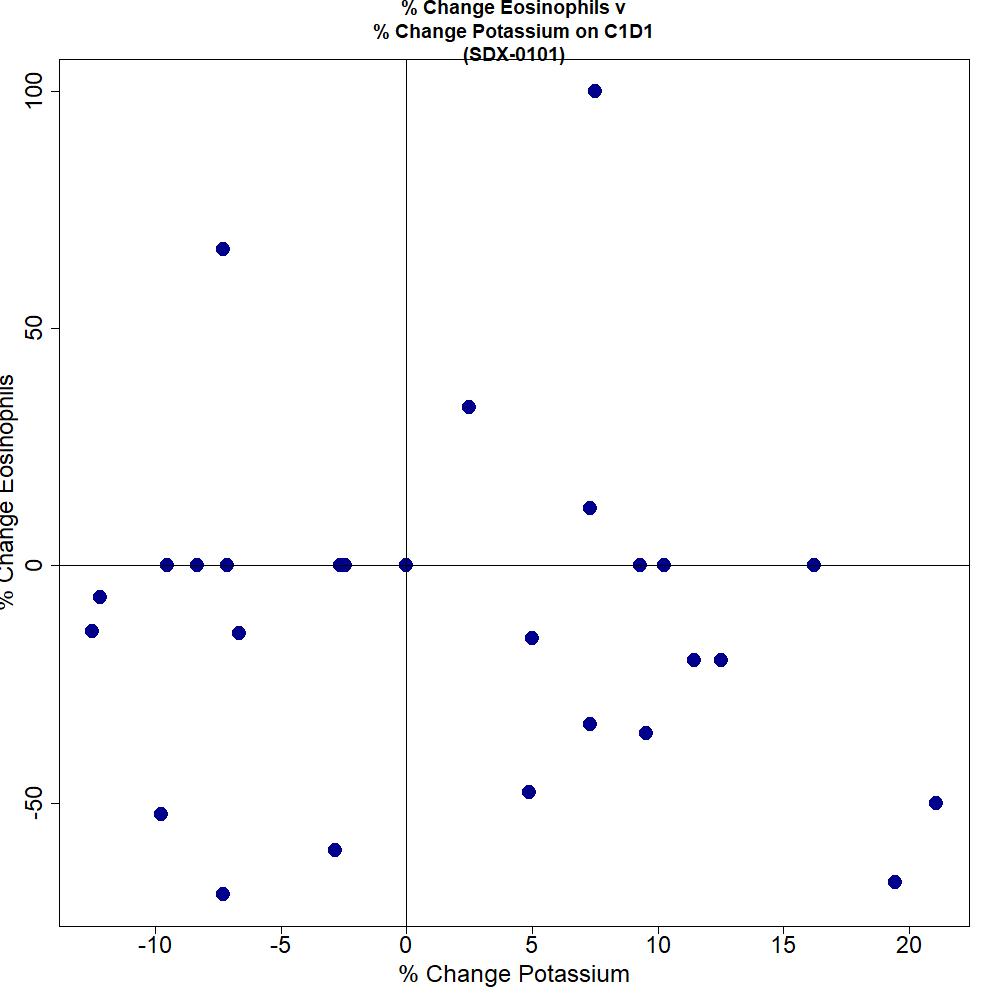 % Change Eosinophils v
% Change Potassium on C1D1
(SDX-0101)
100
50
0
-50
% Change Eosinophils
-10
-5
0
5
10
15
20
% Change Potassium